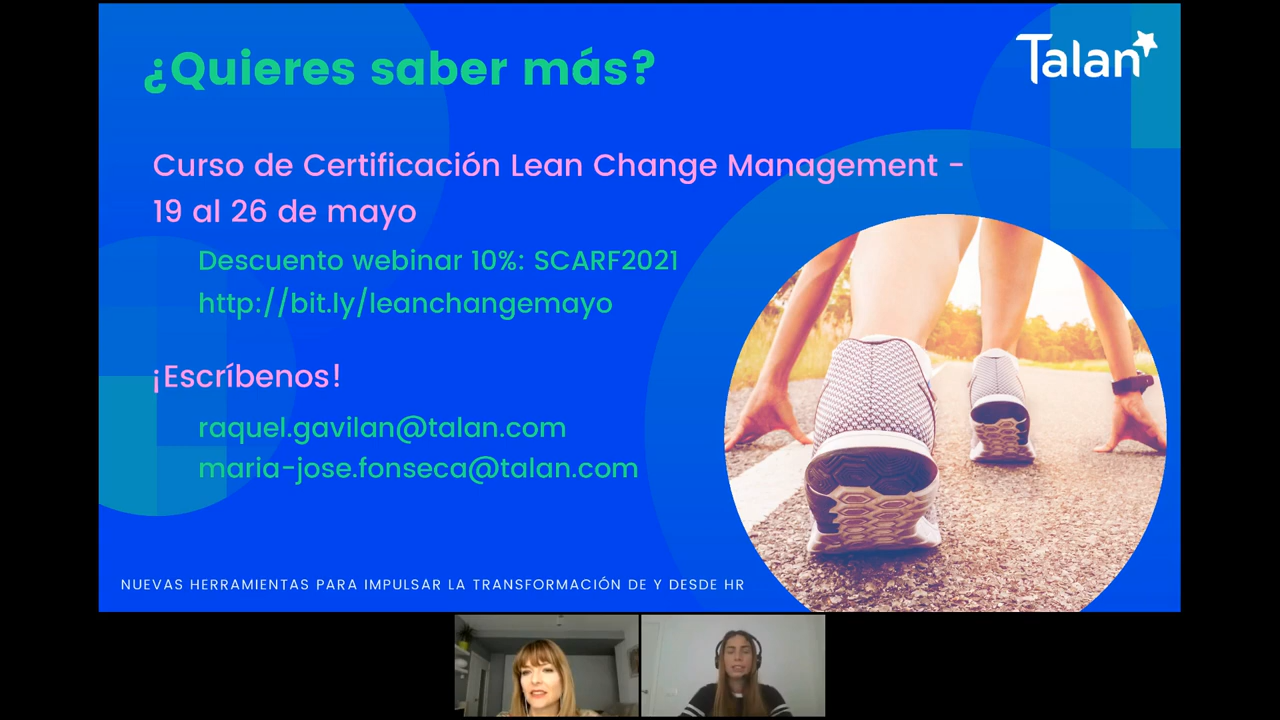 ¿Quieres saber más?
Talan
Curso de Certificación Lean Change Management -
19 al 26 de mayo
Descuento webinar 10%: SCARF2021
http://bit.ly/leanchangemayo
¡Escríbenos!
raquel.gavilan@talan.com
maria-jose.fonseca@talan.com
NUEVAS HERRAMIENTAS PARA IMPULSAR LA TRANSFORMACIÓN DE Y DESDE HR